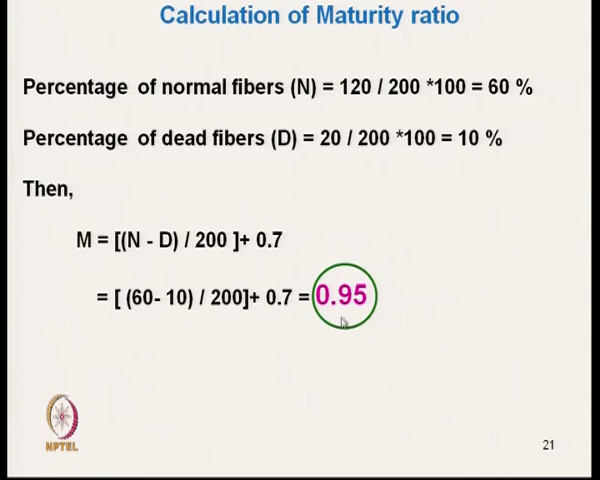 Calculation of Maturity ratio
Percentage of normal fibers (N) = 120 / 200 *100 = 60 %
Percentage of dead fibers (D) = 20 / 200 *100 = 10 %
Then,
M = [(N - D) / 200 ]+ 0.7
= [ (60- 10) / 200]+ 0.7 = 0.95
NPTEL
21